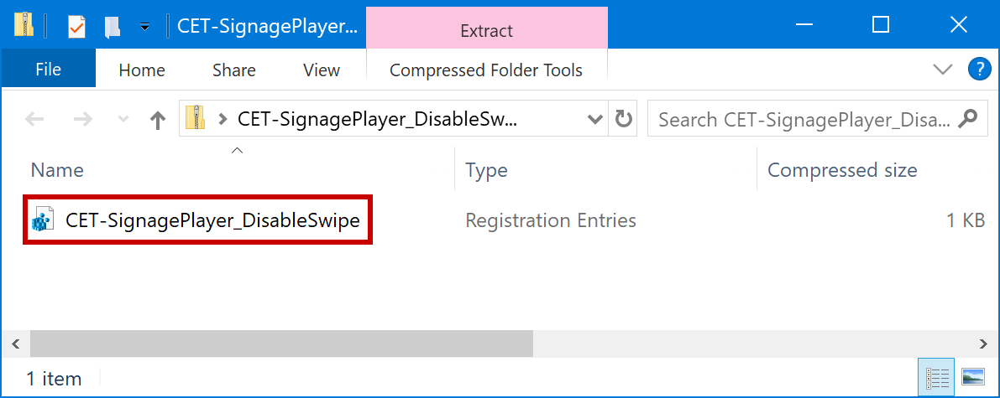 CET-SignagePlayer...
Extract
File
Home
Share
View
Compressed Folder Tools
?
CET-SignagePlayer_DisableSw...
Search CET-SignagePlayer_Disa...
Name
Type
Compressed size
CET-SignagePlayer_DisableSwipe
Registration Entries
1 KB
1 item